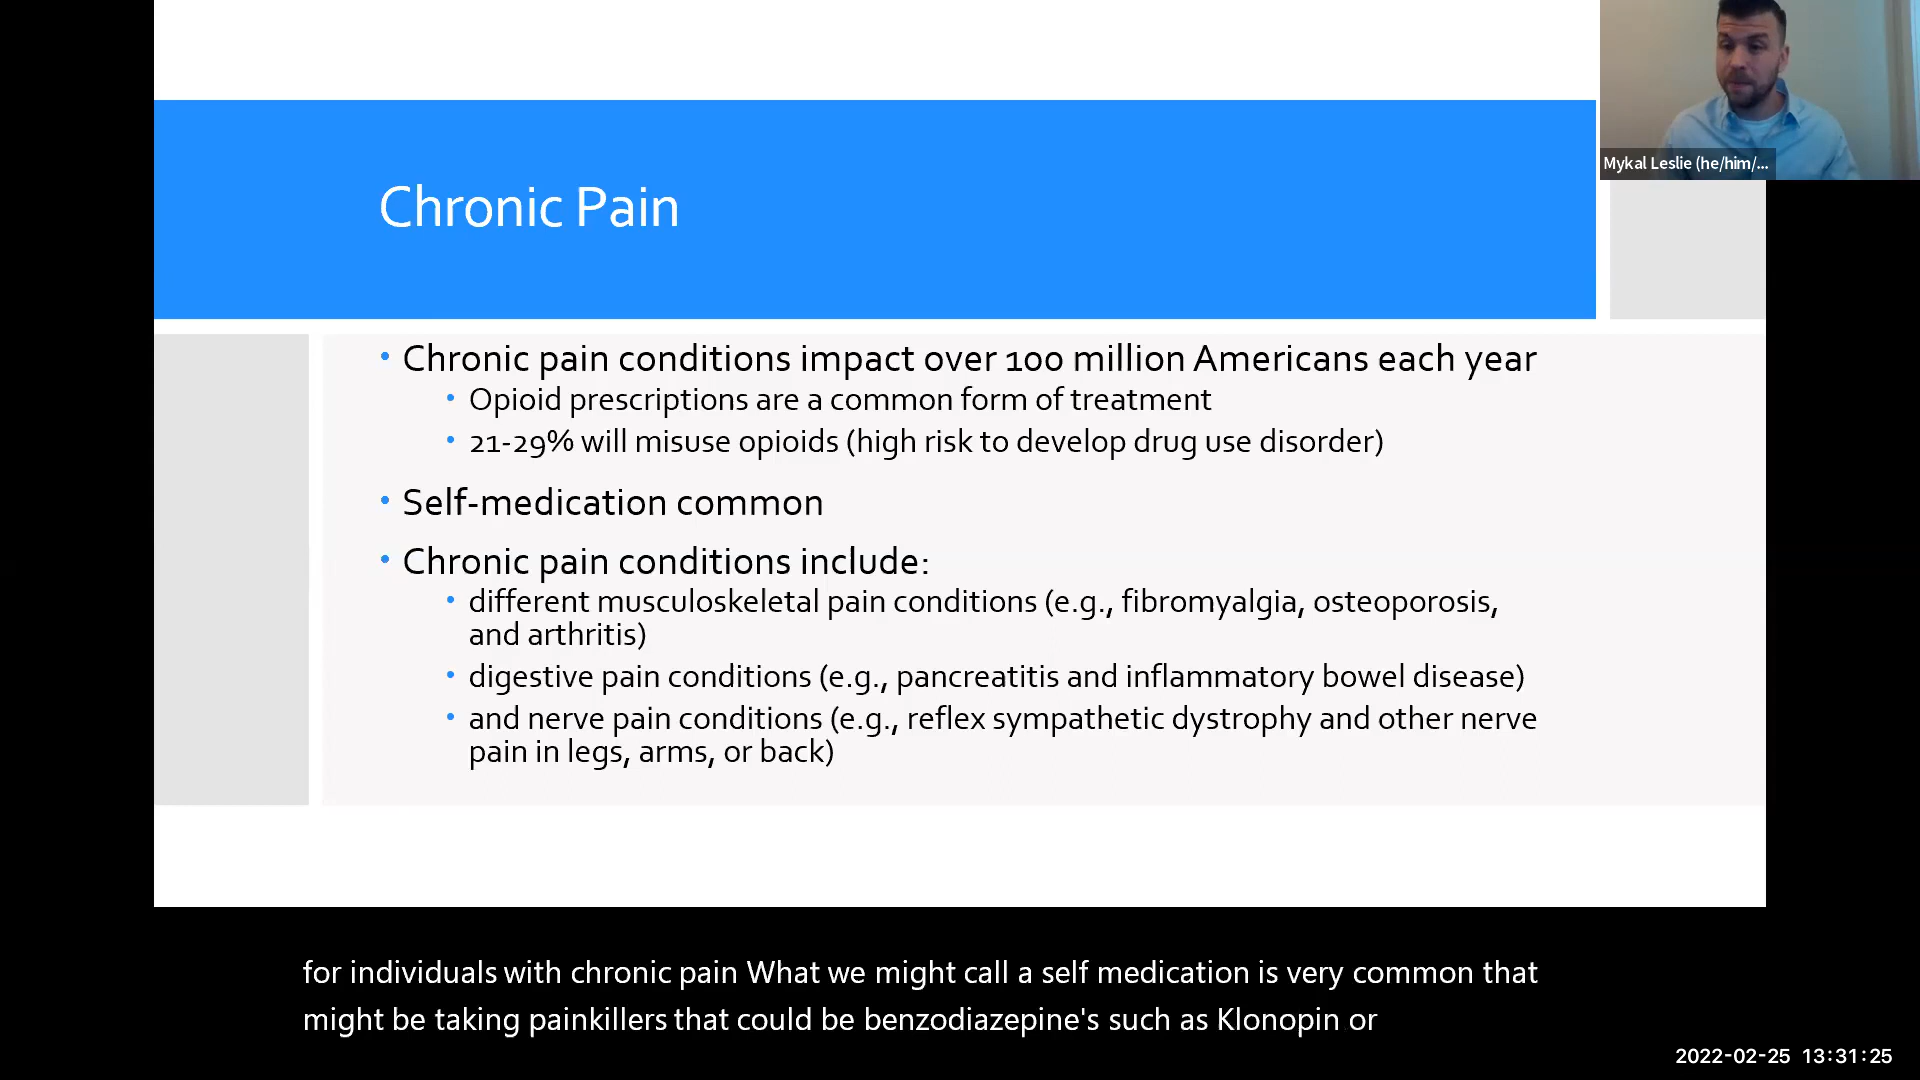 Mykal Leslie (he/him/...
Chronic Pain
• Chronic pain conditions impact over 100 million Americans each year
• Opioid prescriptions are a common form of treatment
• 21-29% will misuse opioids (high risk to develop drug use disorder)
• Self-medication common
• Chronic pain conditions include:
• different musculoskeletal pain conditions (e.g., fibromyalgia, osteoporosis,
and arthritis)
• digestive pain conditions (e.g., pancreatitis and inflammatory bowel disease)
• and nerve pain conditions (e.g., reflex sympathetic dystrophy and other nerve
pain in legs, arms, or back)
for individuals with chronic pain What we might call a self medication is very common that
might be taking painkillers that could be benzodiazepine's such as Klonopin or
2022-02-25 13:31:25